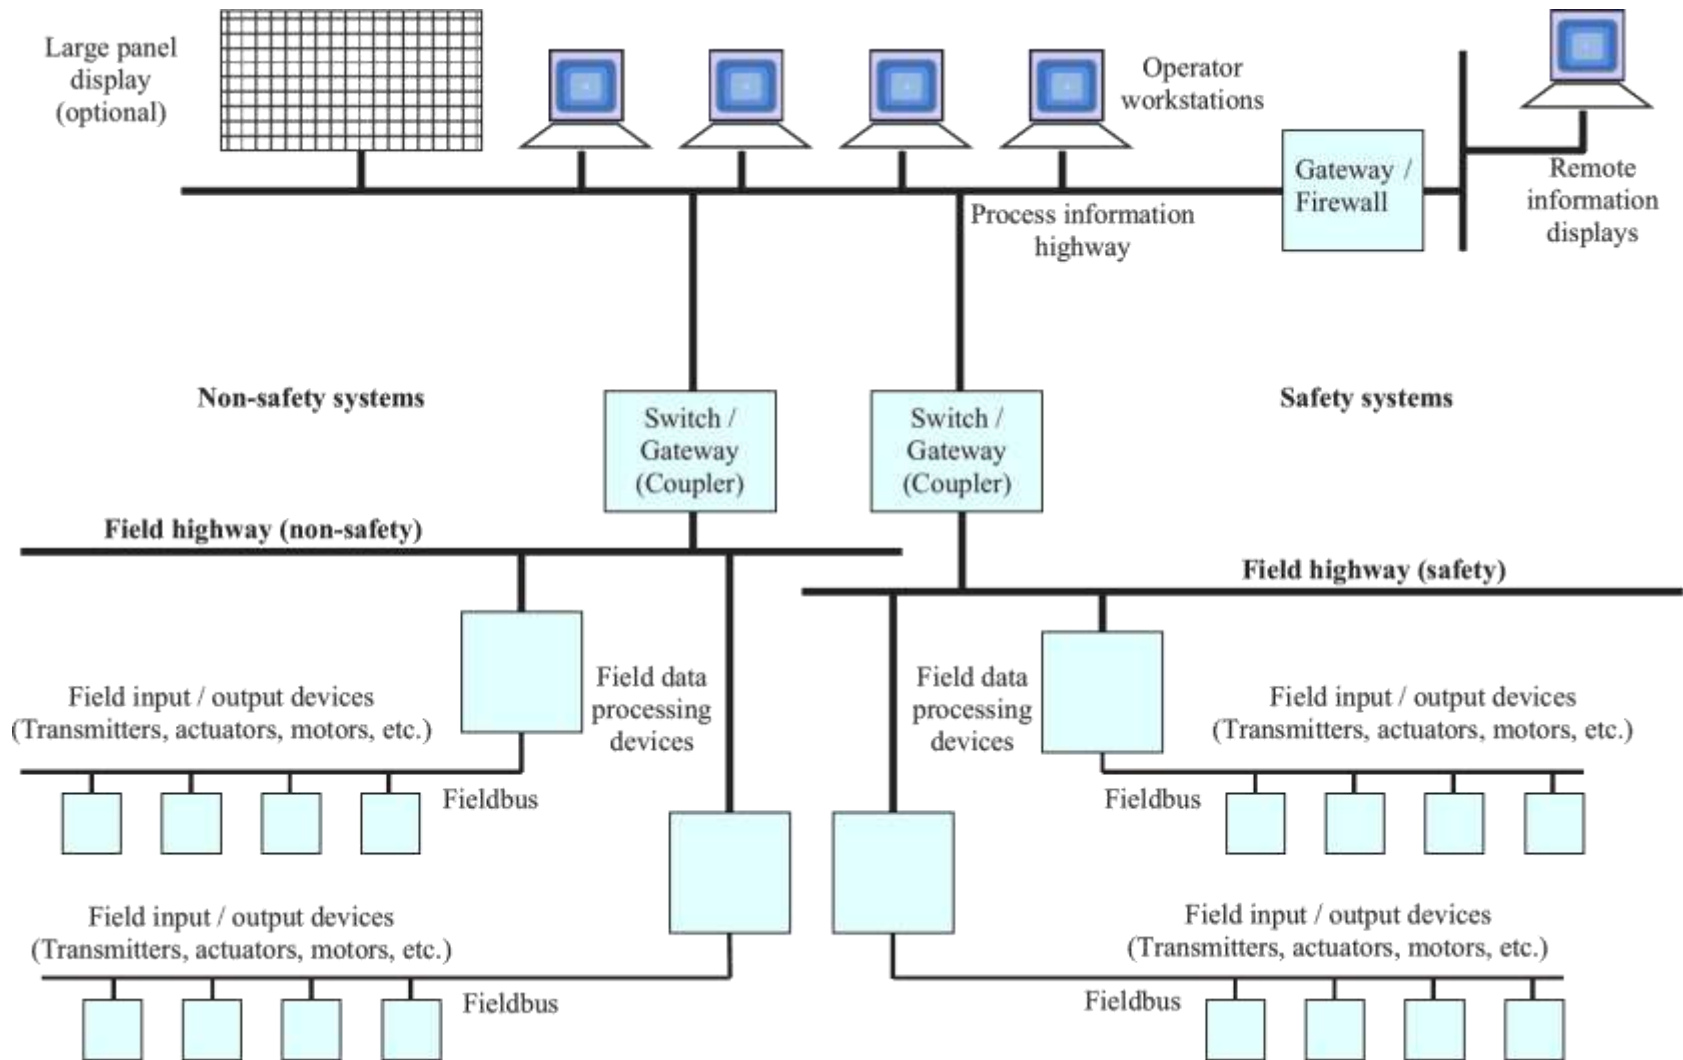 Large panel
display
(optional)
Operator
workstations
Gateway /
Firewall
Remote
information
displays
Process information
highway
Non-safety systems
Safety systems
Switch /
Gateway
(Coupler)
Switch /
Gateway
(Coupler)
Field highway (non-safety)
Field highway (safety)
Field data
processing
devices
Field data
processing
devices
Field input / output devices
(Transmitters, actuators, motors, etc.)
Field input / output devices
(Transmitters, actuators, motors, etc.)
Fieldbus
Fieldbus
Field input / output devices
(Transmitters, actuators, motors, etc.)
Field input / output devices
(Transmitters, actuators, motors, etc.)
Fieldbus
Fieldbus